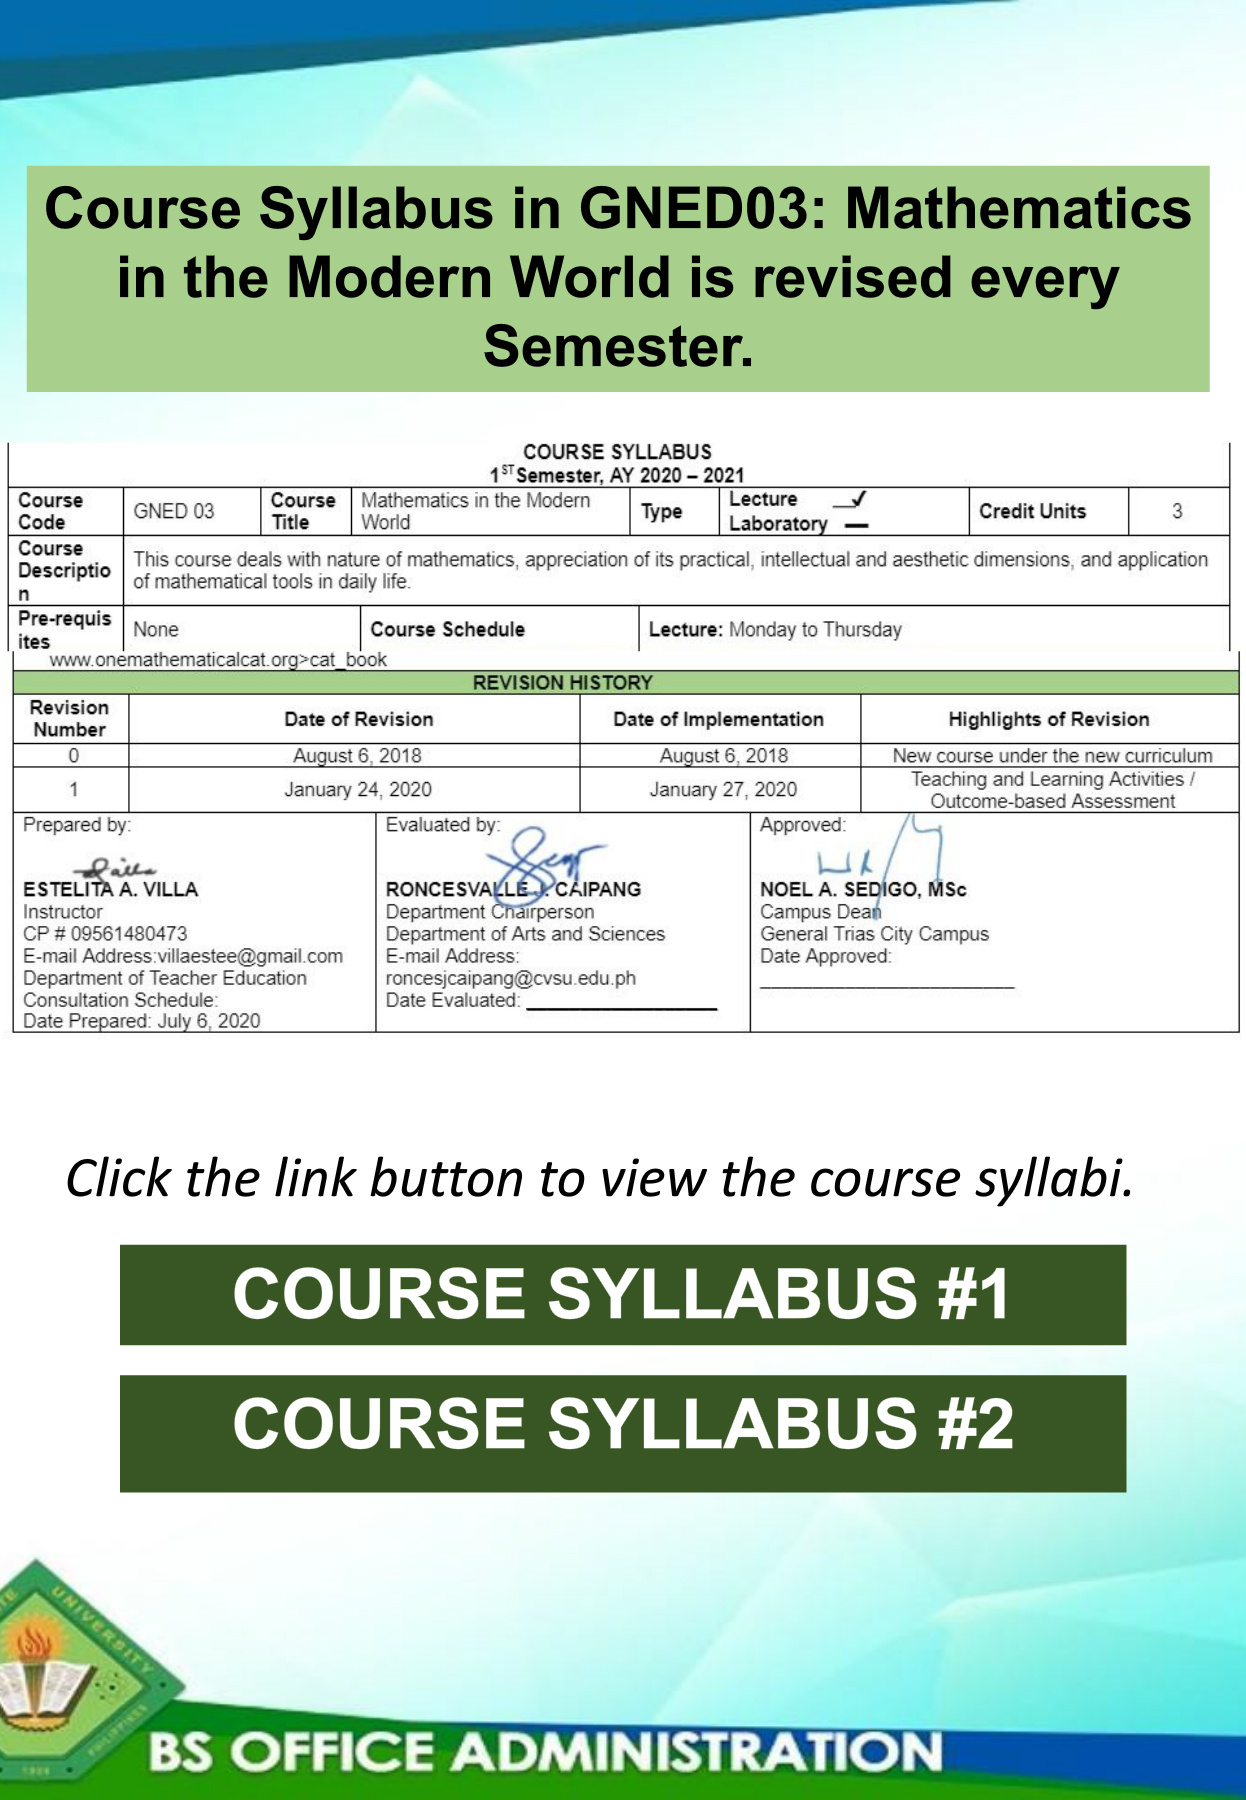 Course Syllabus in GNED03: Mathematics
in the Modern World is revised every
Semester.
COURSE SYLLABUS
1ST Semester, AY 2020 – 2021
Course Code
GNED 03
Course Title
Mathematics in the Modern World
Type
Lecture ✓
Laboratory
Credit Units
3
Course Descriptio n
This course deals with nature of mathematics, appreciation of its practical, intellectual and aesthetic dimensions, and application
of mathematical tools in daily life.
Pre-requis ites
None
Course Schedule
Lecture: Monday to Thursday
www.onemathematicalcat.org>cat_book
REVISION HISTORY
Revision Number
Date of Revision
Date of Implementation
Highlights of Revision
0
August 6, 2018
August 6, 2018
New course under the new curriculum
1
January 24, 2020
January 27, 2020
Teaching and Learning Activities /
Outcome-based Assessment
Prepared by:
ESTELITA A. VILLA
Instructor
CP # 09561480473
E-mail Address:villaestee@gmail.com
Department of Teacher Education
Consultation Schedule:
Date Prepared: July 6, 2020
Evaluated by:
RONCESVALLE J. CAIPANG
Department Chairperson
Department of Arts and Sciences
E-mail Address:
roncesjcaipang@cvsu.edu.ph
Date Evaluated:
Approved:
NOEL A. SEDIGO, MSc
Campus Dean
General Trias City Campus
Date Approved:
Click the link button to view the course syllabi.
COURSE SYLLABUS #1
COURSE SYLLABUS #2
UNIVERSITY
PHILIPPINES
BS OFFICE ADMINISTRATION